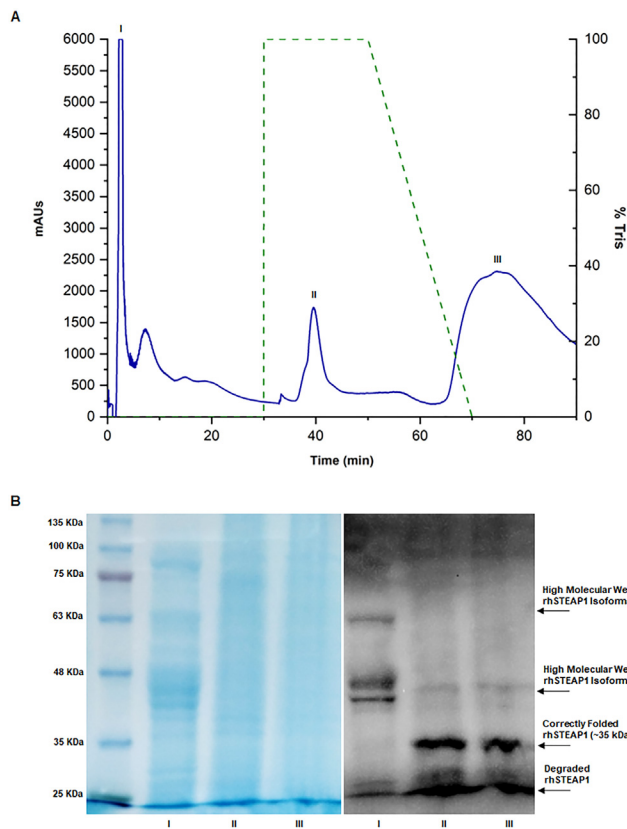 A
I
6000
5500
5000
4500
4000
3500
3000
2500
2000
1500
1000
500
0
mAUs
100
80
60
40
20
0
% Tris
II
III
0 20 40 60 80
Time (min)
B
135 KDa
100 KDa
75 KDa
63 KDa
48 KDa
35 KDa
25 KDa
High Molecular We
rhSTEAP1 Isoform
High Molecular We
rhSTEAP1 Isoform
Correctly Folded
rhSTEAP1 (~35 kDa
Degraded
rhSTEAP1
I II III I II III